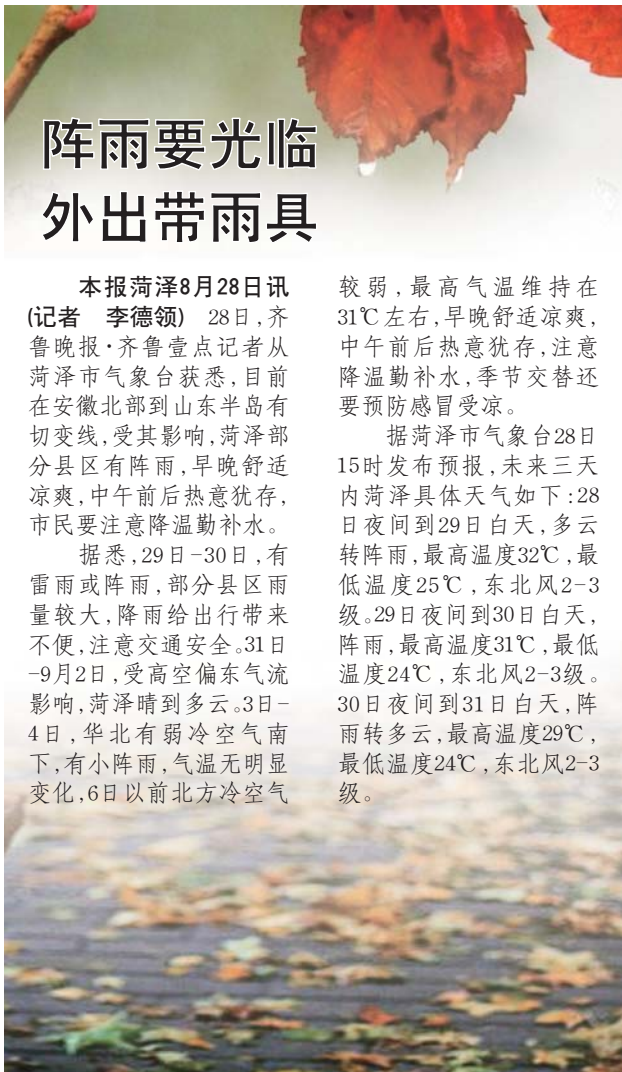 阵雨要光临
外出带雨具
本报菏泽8月28日讯
(记者　李德领)　28日,齐
鲁晚报·齐鲁壹点记者从
菏泽市气象台获悉,目前
在安徽北部到山东半岛有
切变线,受其影响,菏泽部
分县区有阵雨,早晚舒适
凉爽,中午前后热意犹存,
市民要注意降温勤补水。
据悉,29日-30日,有
雷雨或阵雨,部分县区雨
量较大,降雨给出行带来
不便,注意交通安全。31日
-9月2日,受高空偏东气流
影响,菏泽晴到多云。3日-
4日,华北有弱冷空气南
下,有小阵雨,气温无明显
变化,6日以前北方冷空气
较弱,最高气温维持在
31℃左右,早晚舒适凉爽,
中午前后热意犹存,注意
降温勤补水,季节交替还
要预防感冒受凉。
据菏泽市气象台28日
15时发布预报,未来三天
内菏泽具体天气如下:28
日夜间到29日白天,多云
转阵雨,最高温度32℃,最
低温度25℃,东北风2-3
级。29日夜间到30日白天,
阵雨,最高温度31℃,最低
温度24℃,东北风2-3级。
30日夜间到31日白天,阵
雨转多云,最高温度29℃,
最低温度24℃,东北风2-3
级。